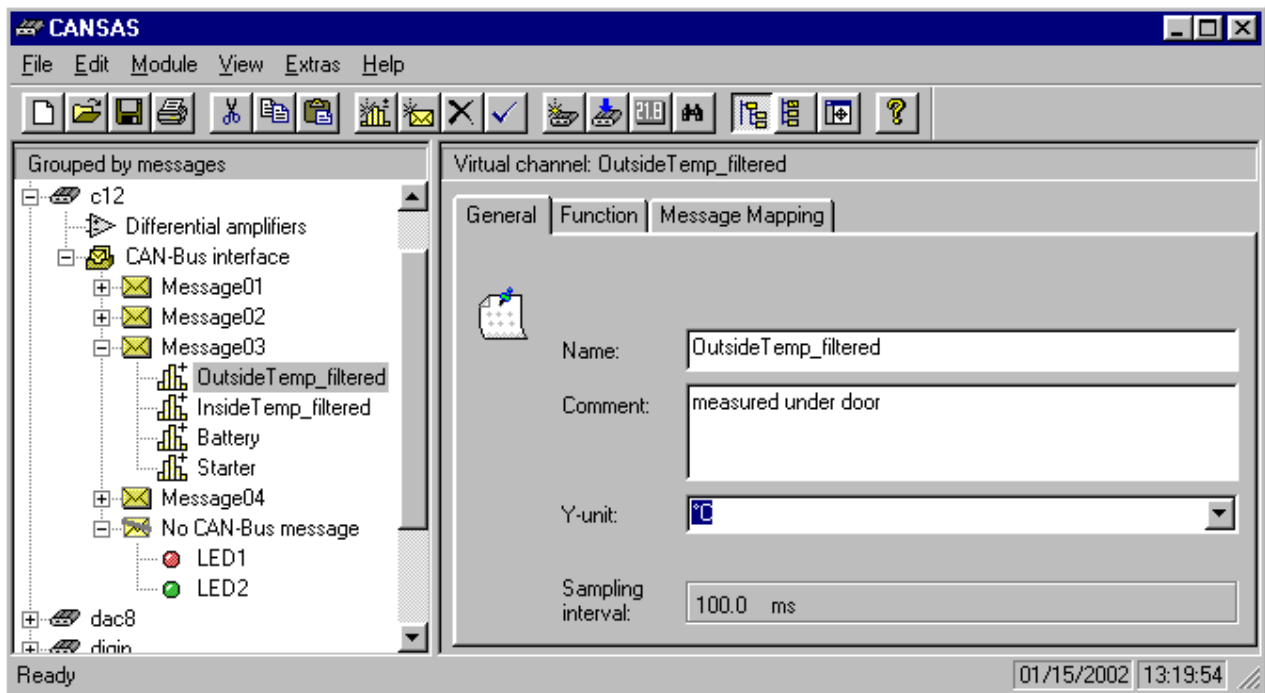 CANSAS
File Edit Module View Extras Help
21.8
Grouped by messages
c12
Differential amplifiers
CAN-Bus interface
Message01
Message02
Message03
OutsideTemp_filtered
InsideTemp_filtered
Battery
Starter
Message04
No CAN-Bus message
LED1
LED2
dac8
digin
Virtual channel: OutsideTemp_filtered
General Function Message Mapping
Name: OutsideTemp_filtered
Comment: measured under door
Y-unit: °C
Sampling interval: 100.0 ms
Ready 01/15/2002 13:19:54